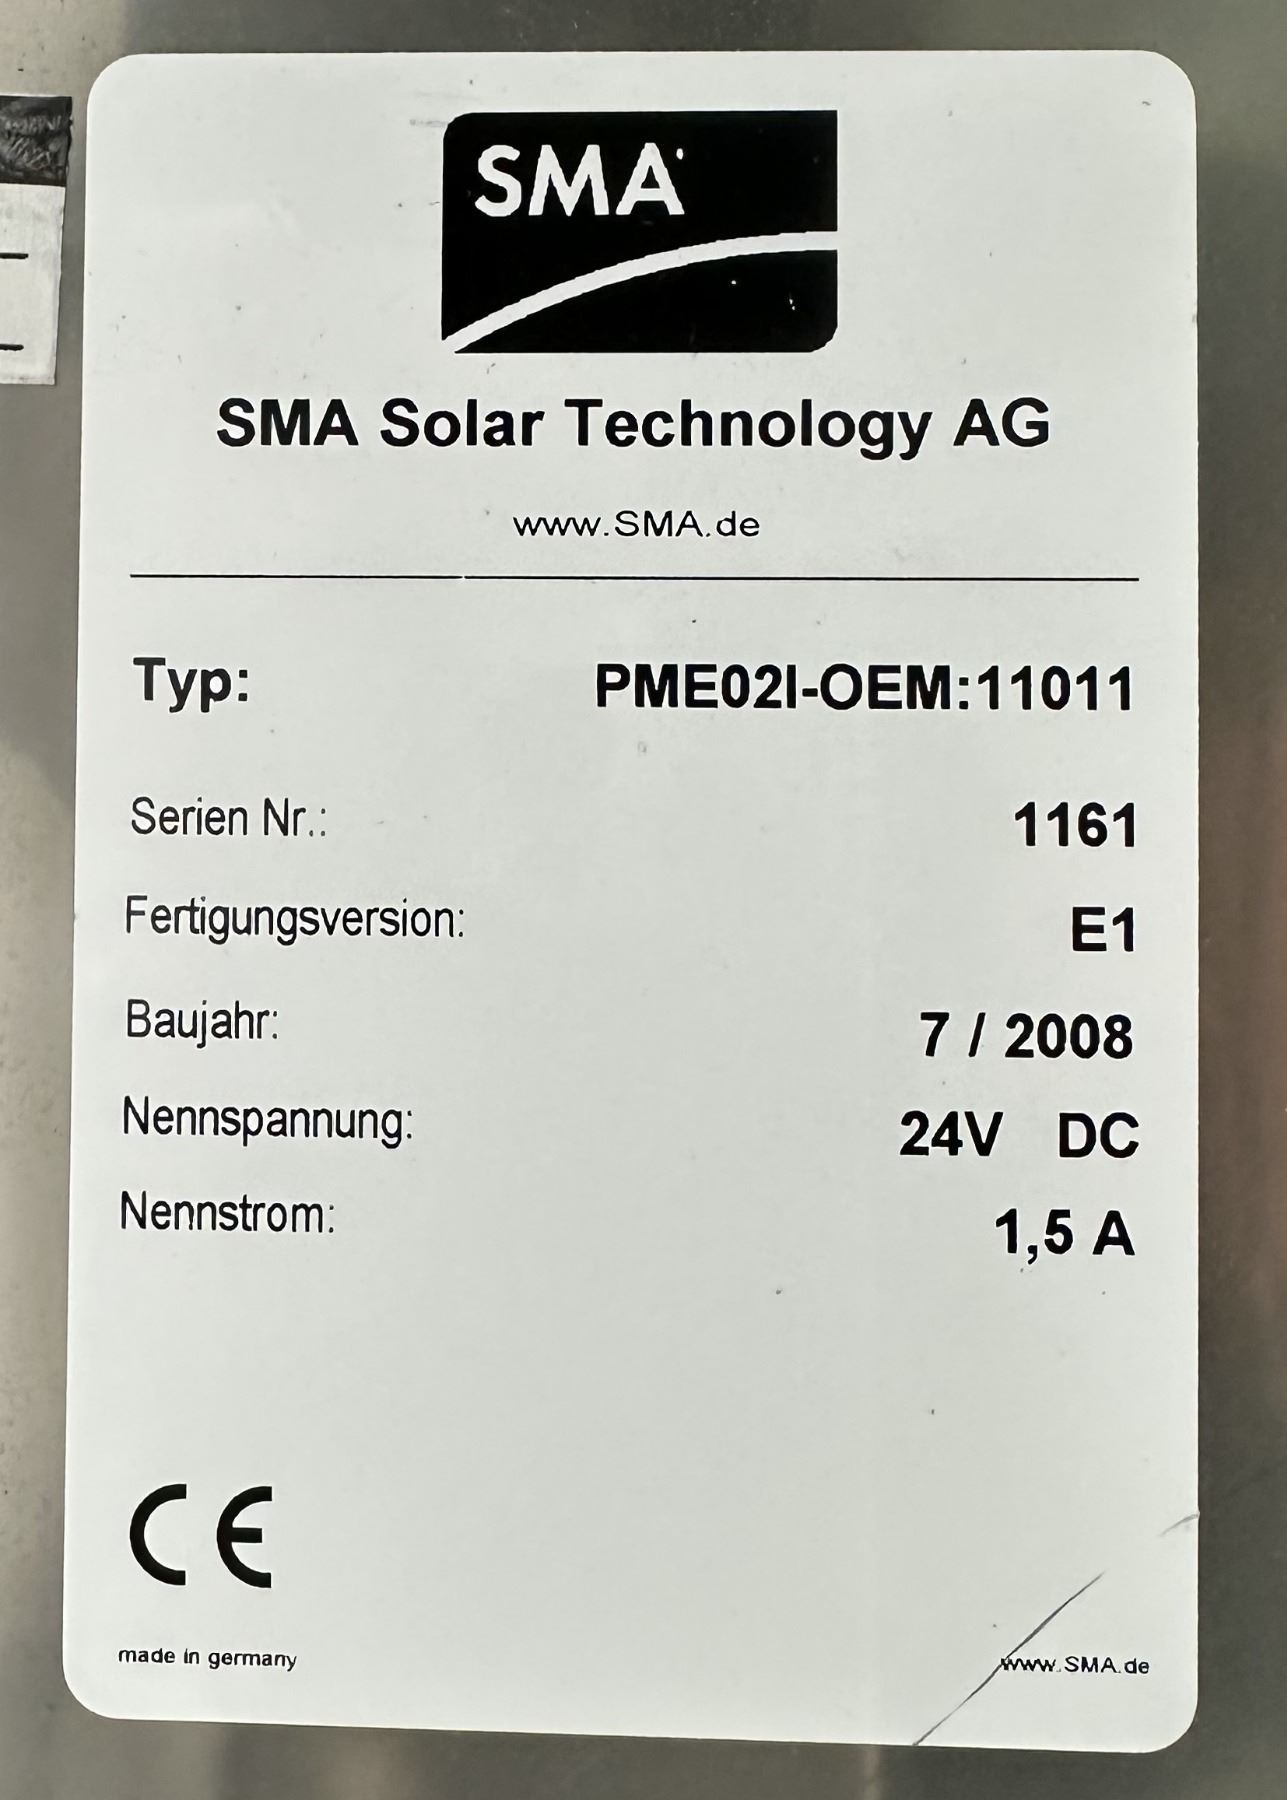 SMA
SMA Solar Technology AG
www.SMA.de
Typ: PME02I-OEM:11011
Serien Nr.: 1161
Fertigungsversion: E1
Baujahr: 7 / 2008
Nennspannung: 24V DC
Nennstrom: 1,5 A
CE
made in germany www.SMA.de